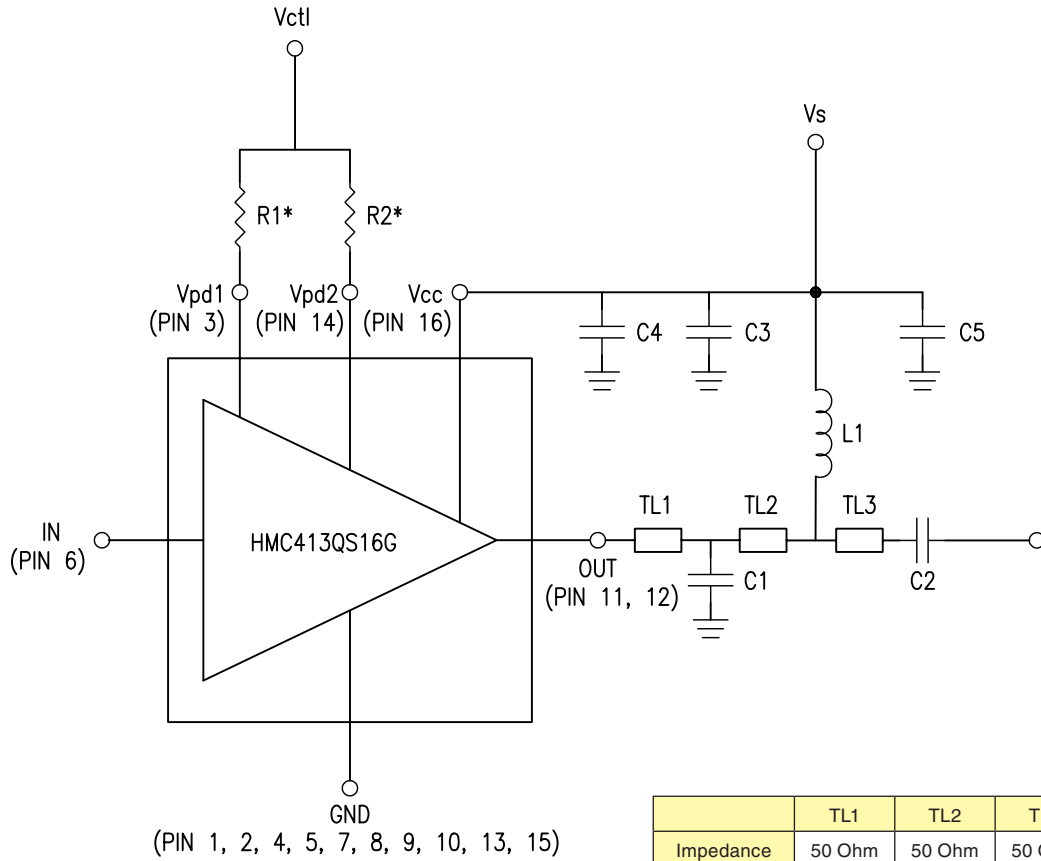 Vctl
Vs
R1*
R2*
Vpd1
(PIN 3)
Vpd2
(PIN 14)
Vcc
(PIN 16)
C4
C3
C5
L1
IN
(PIN 6)
HMC413QS16G
TL1
TL2
TL3
OUT
(PIN 11, 12)
C1
C2
GND
(PIN 1, 2, 4, 5, 7, 8, 9, 10, 13, 15)
TL1 TL2
Impedance 50 Ohm 50 Ohm 50